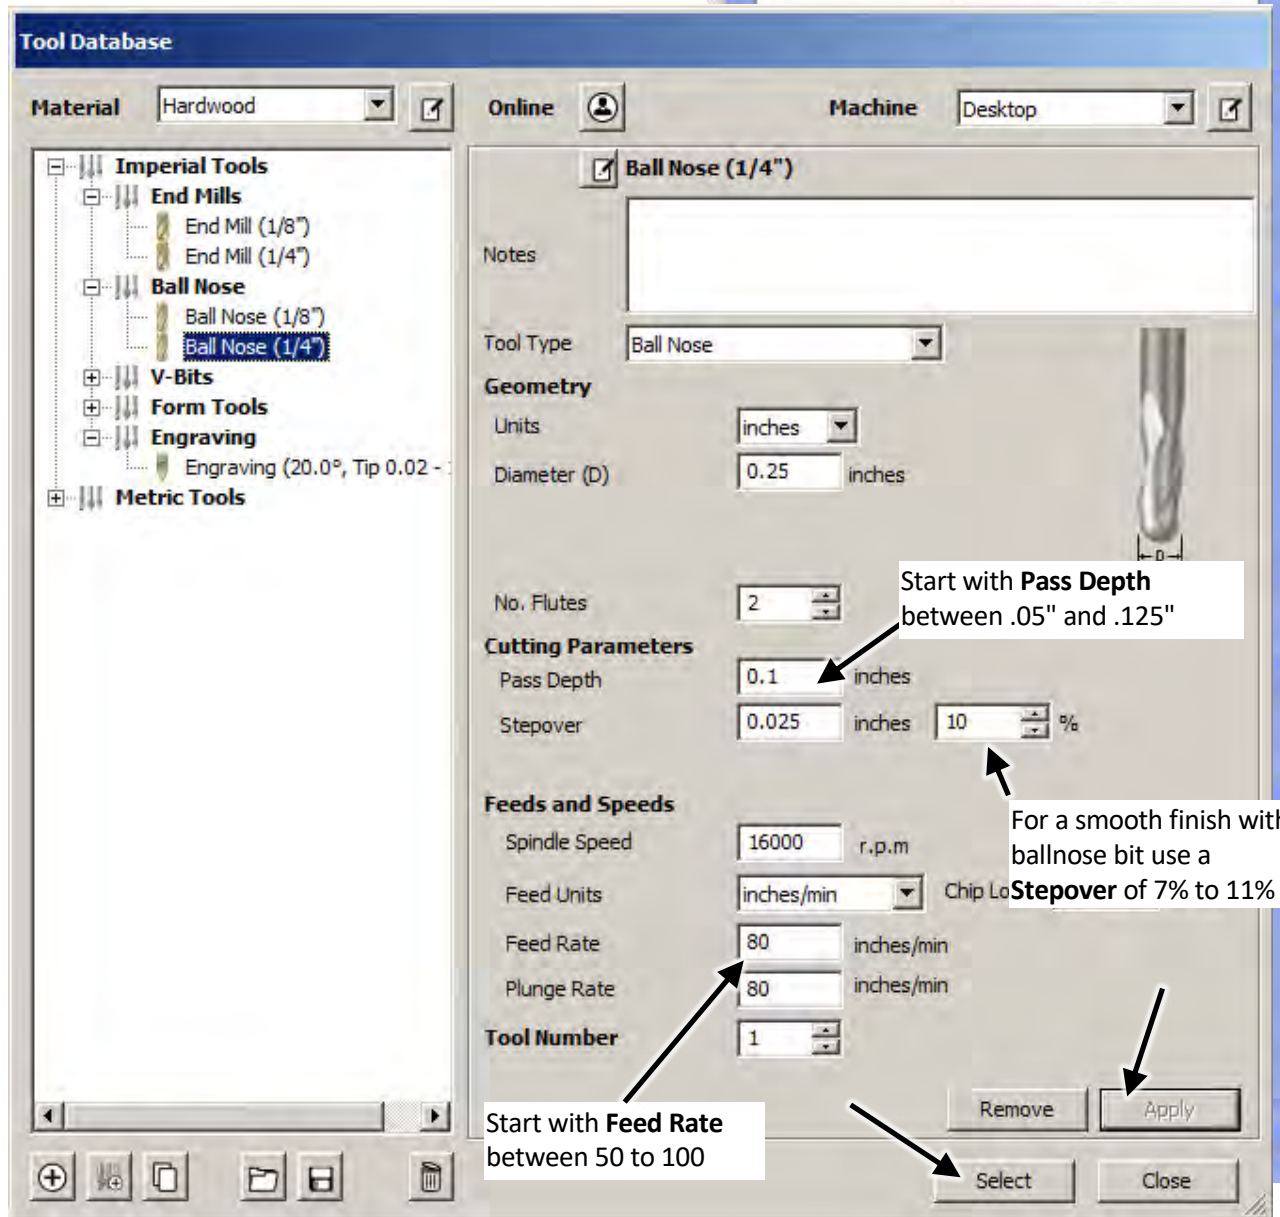 Tool Database
Material Hardwood Online Machine Desktop
Imperial Tools
End Mills
End Mill (1/8")
End Mill (1/4")
Ball Nose
Ball Nose (1/8")
Ball Nose (1/4")
V-Bits
Form Tools
Engraving
Engraving (20.0°, Tip 0.02 -
Metric Tools
Ball Nose (1/4")
Notes
Tool Type Ball Nose
Geometry
Units inches
Diameter (D) 0.25 inches
D
No. Flutes 2
Start with Pass Depth
between .05" and .125"
Cutting Parameters
Pass Depth 0.1 inches
Stepover 0.025 inches 10 %
For a smooth finish with
ballnose bit use a
Stepover of 7% to 11%
Feeds and Speeds
Spindle Speed 16000 r.p.m
Feed Units inches/min Chip Lo
Feed Rate 80 inches/min
Plunge Rate 80 inches/min
Tool Number 1
Start with Feed Rate
between 50 to 100
Remove Apply
Select Close